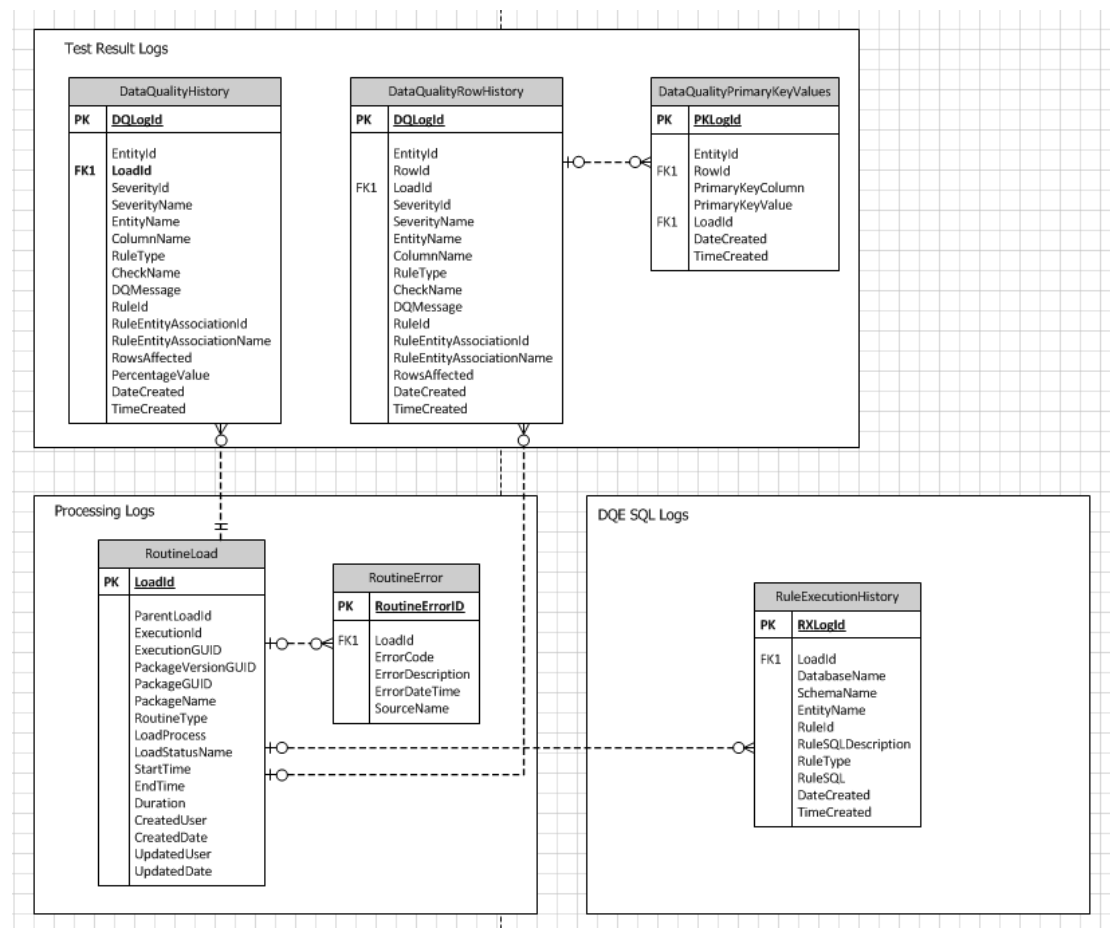 Test Result Logs
DataQualityHistory
PK DQLogId
EntityId
FK1 LoadId
SeverityId
SeverityName
EntityName
ColumnName
RuleType
CheckName
DQMessage
RuleId
RuleEntityAssociationId
RuleEntityAssociationName
RowsAffected
PercentageValue
DateCreated
TimeCreated
DataQualityRowHistory
PK DQLogId
EntityId
RowId
FK1 LoadId
SeverityId
SeverityName
EntityName
ColumnName
RuleType
CheckName
DQMessage
RuleId
RuleEntityAssociationId
RuleEntityAssociationName
RowsAffected
DateCreated
TimeCreated
DataQualityPrimaryKeyValues
PK PKLogId
EntityId
FK1 RowId
PrimaryKeyColumn
PrimaryKeyValue
FK1 LoadId
DateCreated
TimeCreated
Processing Logs
RoutineLoad
PK LoadId
ParentLoadId
ExecutionId
ExecutionGUID
PackageVersionGUID
PackageGUID
PackageName
RoutineType
LoadProcess
LoadStatusName
StartTime
EndTime
Duration
CreatedUser
CreatedDate
UpdatedUser
UpdatedDate
RoutineError
PK RoutineErrorID
FK1 LoadId
ErrorCode
ErrorDescription
ErrorDateTime
SourceName
DQE SQL Logs
RuleExecutionHistory
PK RXLogId
FK1 LoadId
DatabaseName
SchemaName
EntityName
RuleId
RuleSQLDescription
RuleType
RuleSQL
DateCreated
TimeCreated